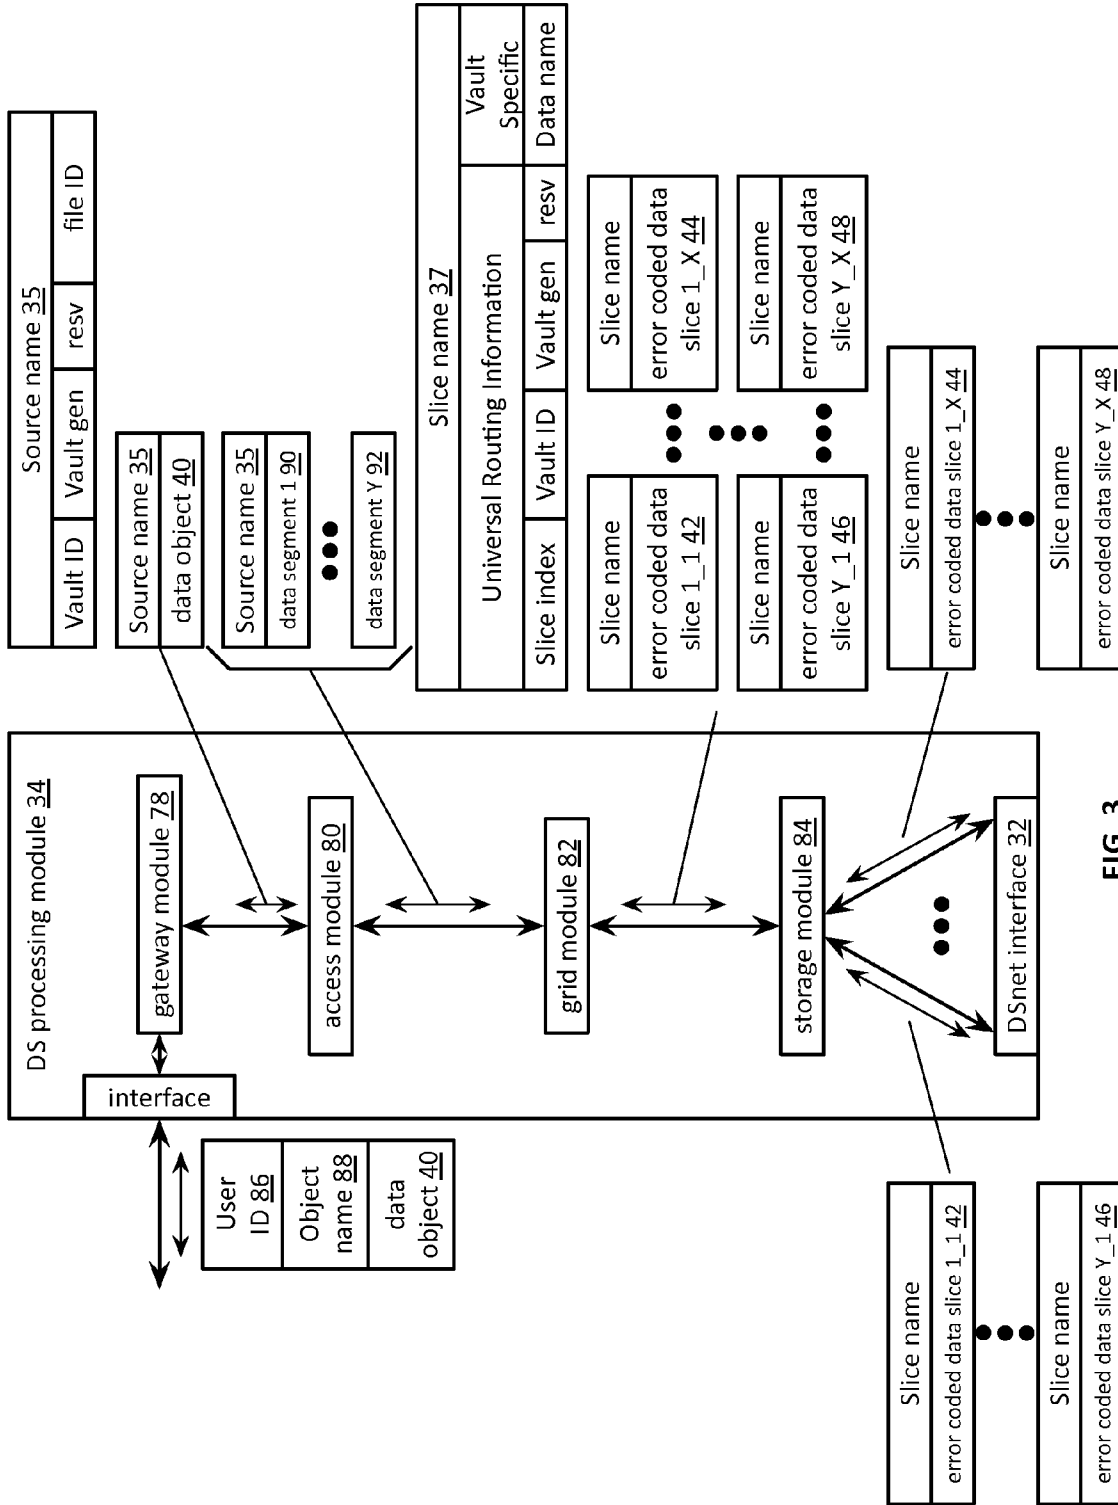 DS processing module 34
interface
gateway module 78
access module 80
grid module 82
storage module 84
DSnet interface 32
User
ID 86
Object
name 88
data
object 40
Source name 35
Vault ID
Vault gen
resv
file ID
Source name 35
data object 40
Source name 35
data segment 1 90
data segment Y 92
Slice name 37
Universal Routing Information
Vault
Specific
Slice index
Vault ID
Vault gen
resv
Data name
Slice name
error coded data
slice 1_1 42
Slice name
error coded data
slice 1_X 44
Slice name
error coded data
slice Y_1 46
Slice name
error coded data
slice Y_X 48
Slice name
error coded data slice 1_1 42
Slice name
error coded data slice Y_1 46
Slice name
error coded data slice 1_X 44
Slice name
error coded data slice Y_X 48
FIG. 3